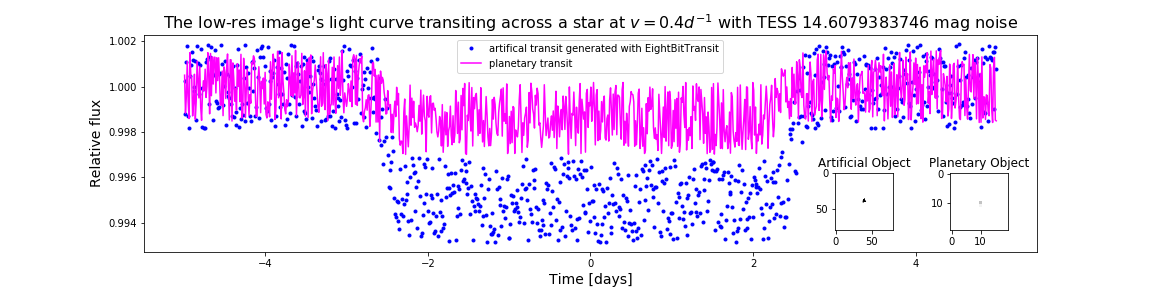 The low-res image's light curve transiting across a star at v = 0.4d⁻¹ with TESS 14.6079383746 mag noise
artifical transit generated with EightBitTransit
planetary transit
Relative flux
1.002
1.000
0.998
0.996
0.994
Artificial Object
0
50
0 50
Planetary Object
0
10
0 10
−4 −2 0 2 4
Time [days]